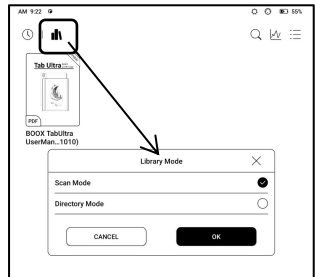 AM 9:22
55%
Tab Ultra
PDF
BOOX TabUltra
UserMan...1010)
Library Mode
Scan Mode
Directory Mode
CANCEL
OK